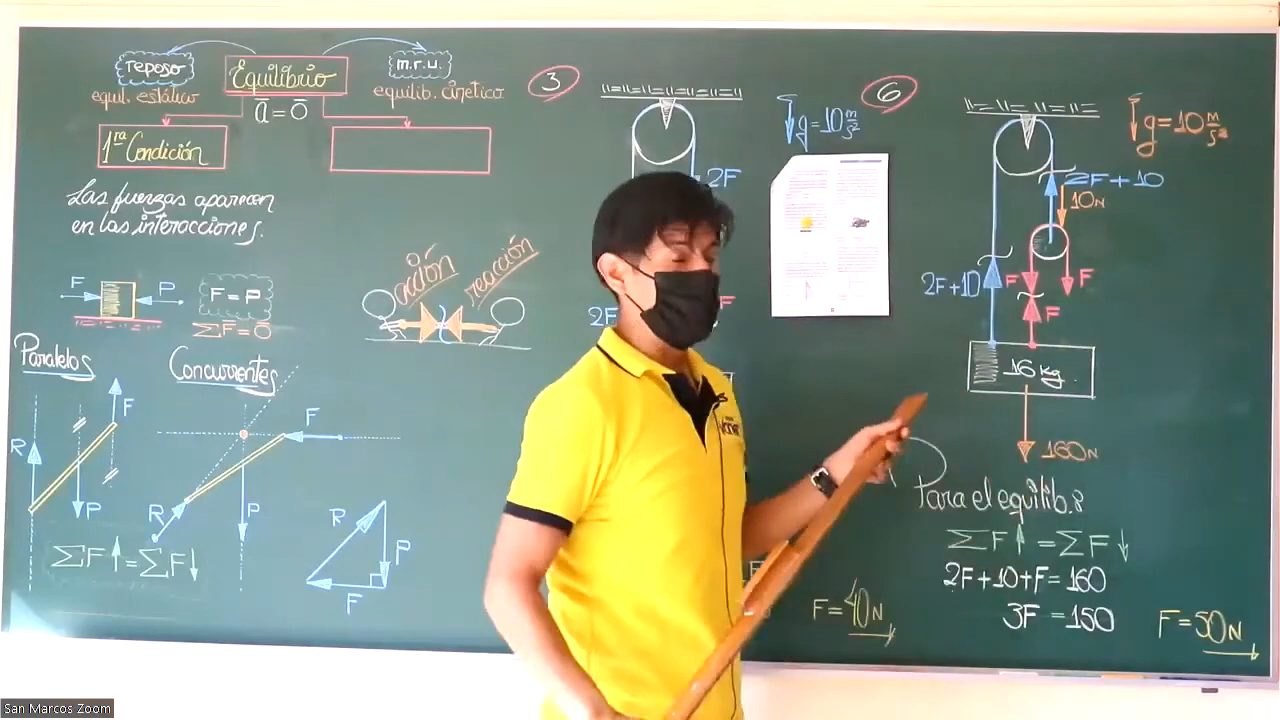 reposo
Equilibrio
m.r.u.
equil. estático
equilib. cinético
a̅ = 0̅
1ra Condición
Las fuerzas aparecen
en las interacciones.
F
P
F = P
ΣF̅ = 0̅
acción
reacción
Paralelos
R
F
P
ΣF↑ = ΣF↓
Concurrentes
F
R
P
R
P
F
3
g = 10 m/s²
2F
2F
F
F = 40N
6
g = 10 m/s²
2F + 10
10N
2F+10
F
F
F
16 kg.
160N
Para el equilib.:
ΣF↑ = ΣF↓
2F + 10 + F = 160
3F = 150
F = 50N
San Marcos Zoom